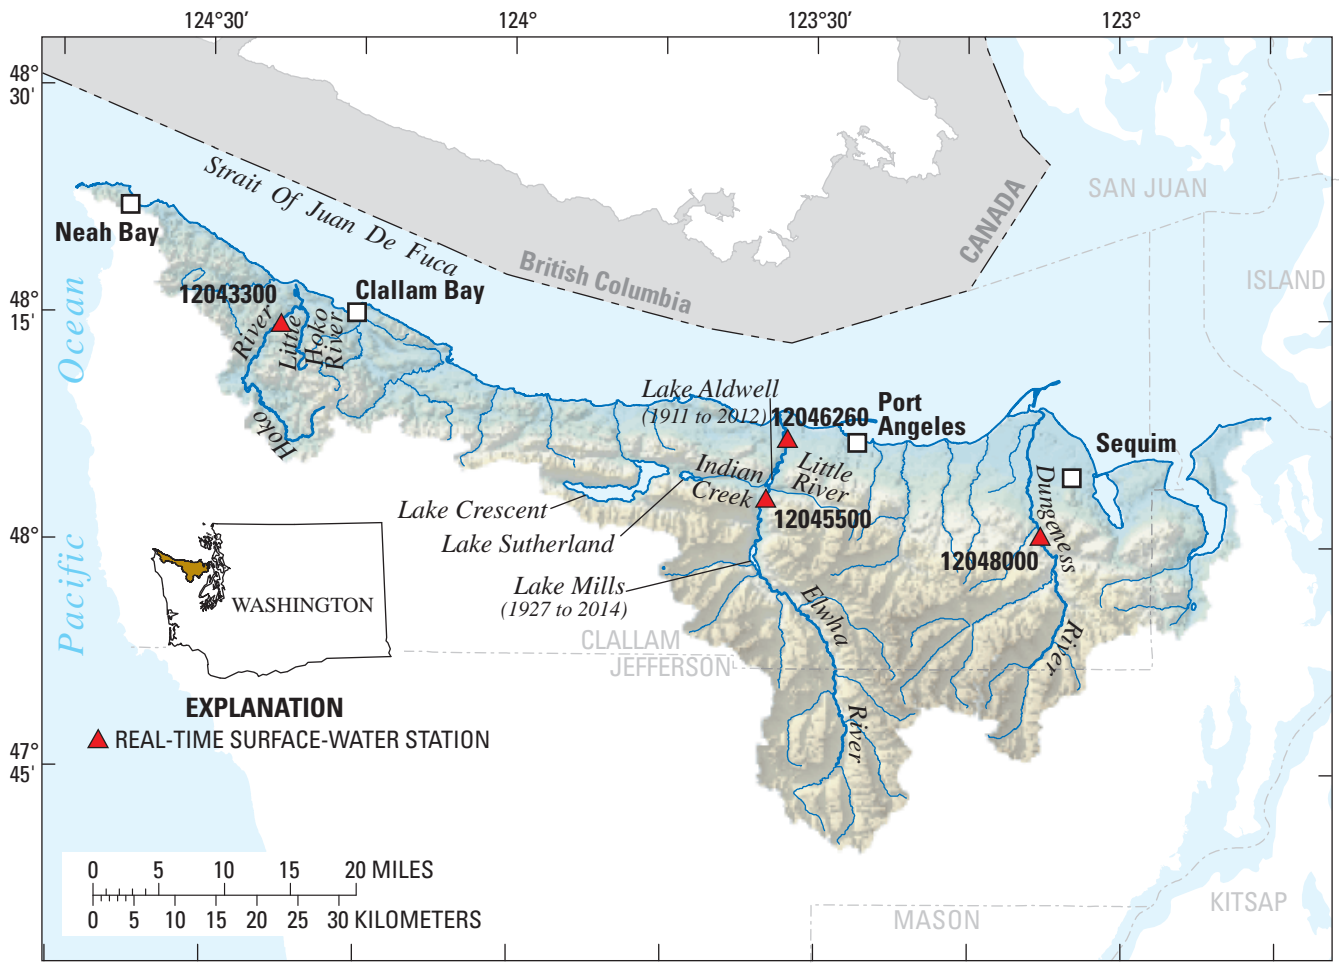 124°30'
124°
123°30'
123°
48°
30'
48°
15'
48°
47°
45'
Strait Of Juan De Fuca
CANADA
British Columbia
SAN JUAN
ISLAND
Neah Bay
Pacific Ocean
12043300
Clallam Bay
River
Little
Hoko
River
Hoko
Lake Aldwell
(1911 to 2012)
12046260
Port
Angeles
Sequim
Indian
Creek
Little
River
Lake Crescent
12045500
Lake Sutherland
Dungeness
River
12048000
Lake Mills
(1927 to 2014)
Elwha
River
CLALLAM
JEFFERSON
WASHINGTON
EXPLANATION
REAL-TIME SURFACE-WATER STATION
0 5 10 15 20 MILES
0 5 10 15 20 25 30 KILOMETERS
MASON
KITSAP